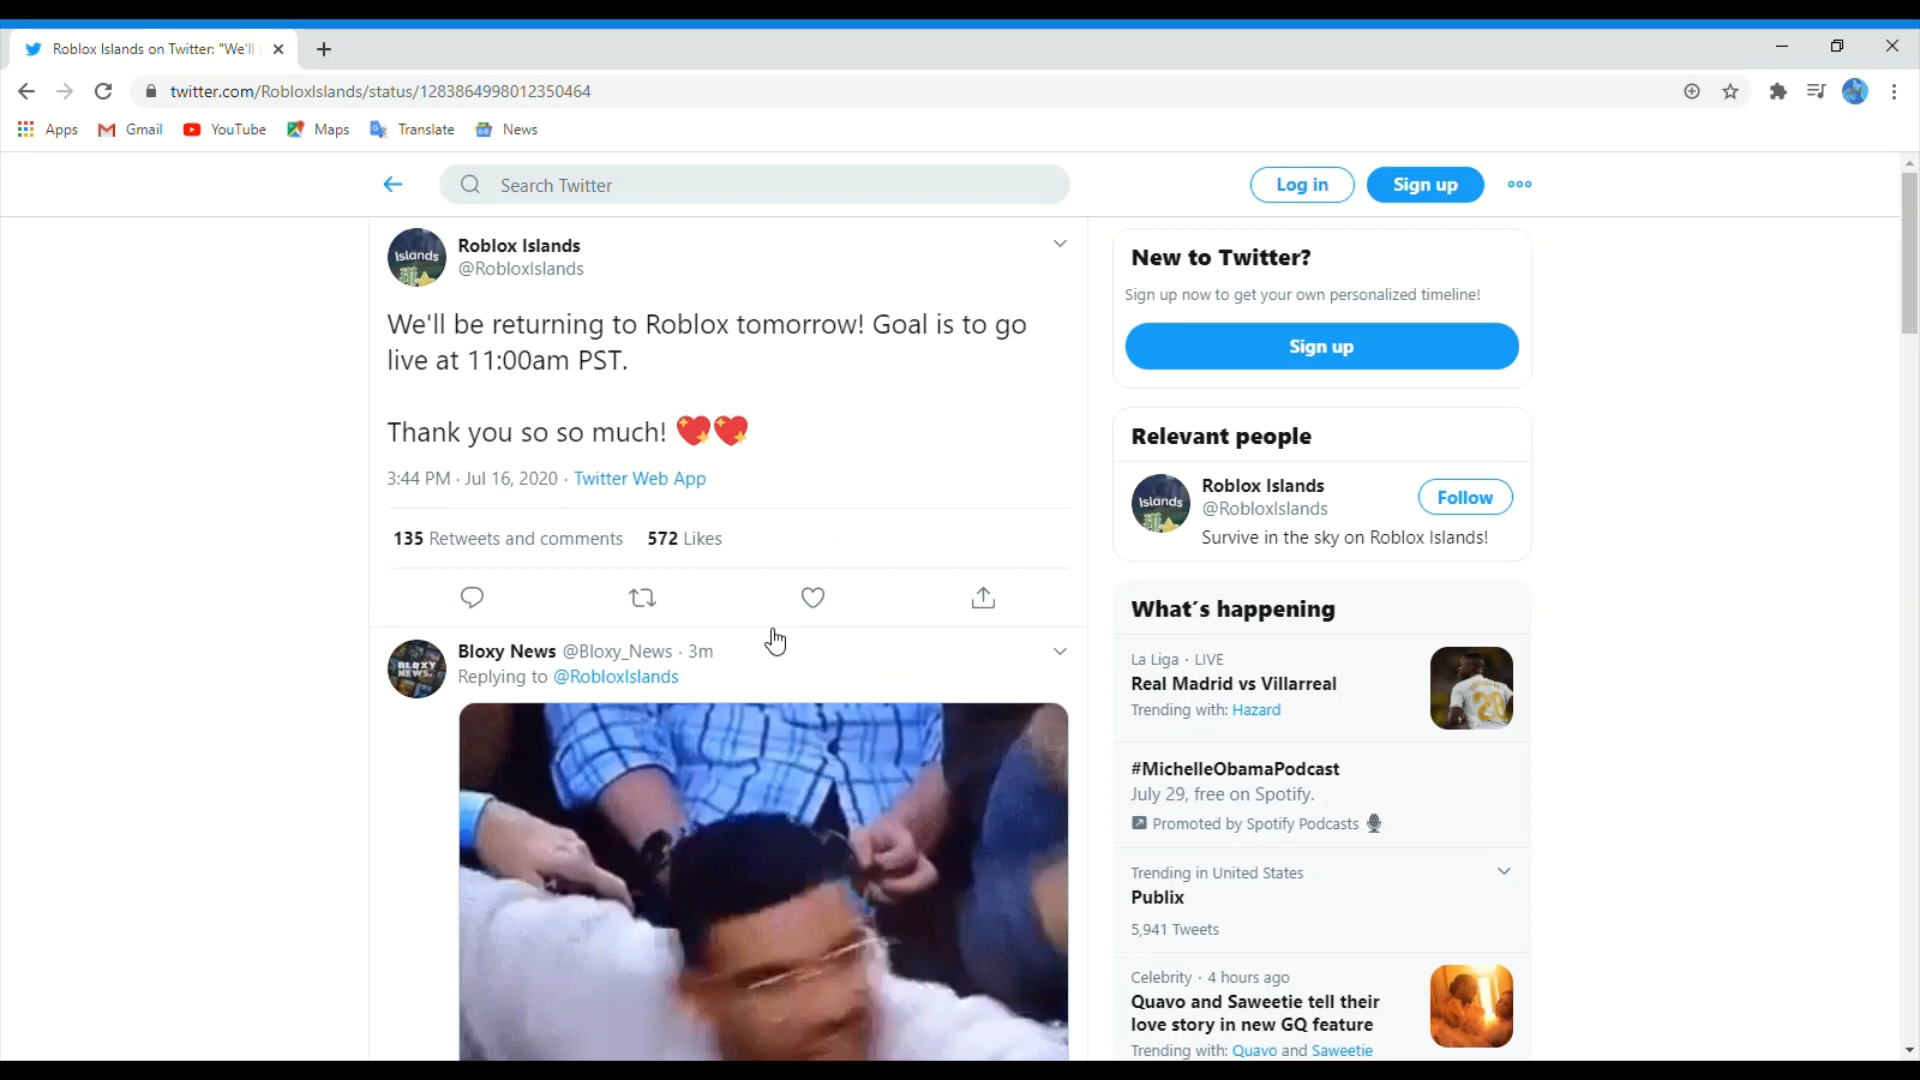 Roblox Islands on Twitter: "We'll
twitter.com/RobloxIslands/status/1283864998012350464
Apps Gmail YouTube Maps Translate News
Search Twitter
Log in Sign up
Islands
Roblox Islands
@RobloxIslands
We'll be returning to Roblox tomorrow! Goal is to go
live at 11:00am PST.
Thank you so so much! 💖💖
3:44 PM · Jul 16, 2020 · Twitter Web App
135 Retweets and comments 572 Likes
BLOXY
NEWS.
Bloxy News @Bloxy_News · 3m
Replying to @RobloxIslands
New to Twitter?
Sign up now to get your own personalized timeline!
Sign up
Relevant people
Islands
Roblox Islands
@RobloxIslands
Follow
Survive in the sky on Roblox Islands!
What's happening
La Liga · LIVE
Real Madrid vs Villarreal
Trending with: Hazard
20
#MichelleObamaPodcast
July 29, free on Spotify.
Promoted by Spotify Podcasts
Trending in United States
Publix
5,941 Tweets
Celebrity · 4 hours ago
Quavo and Saweetie tell their
love story in new GQ feature
Trending with: Quavo and Saweetie